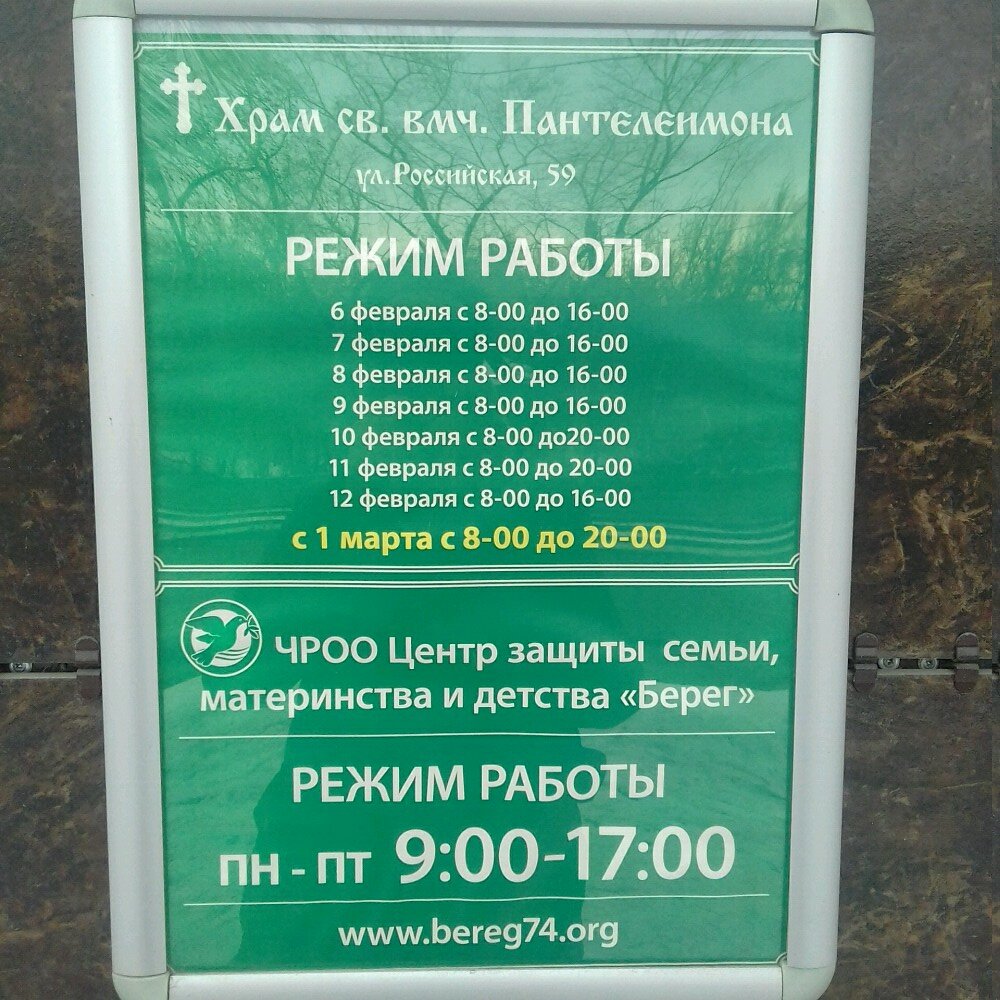 Храм св. вмч. Пантелеимона
ул.Российская, 59
РЕЖИМ РАБОТЫ
6 февраля с 8-00 до 16-00
7 февраля с 8-00 до 16-00
8 февраля с 8-00 до 16-00
9 февраля с 8-00 до 16-00
10 февраля с 8-00 до20-00
11 февраля с 8-00 до 20-00
12 февраля с 8-00 до 16-00
с 1 марта с 8-00 до 20-00
ЧРОО Центр защиты семьи,
материнства и детства «Берег»
РЕЖИМ РАБОТЫ
ПН - ПТ 9:00-17:00
www.bereg74.org